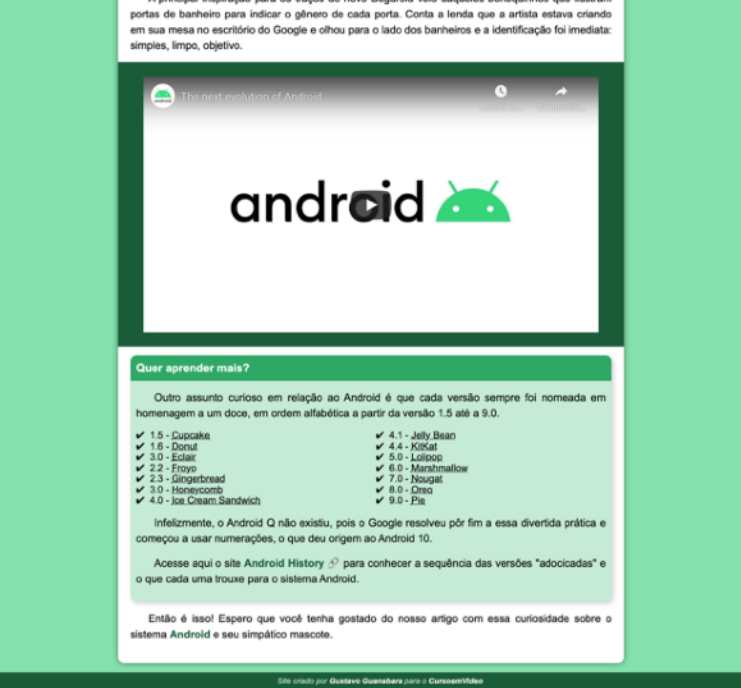 portas de banheiro para indicar o gênero de cada porta. Conta a lenda que a artista estava criando
em sua mesa no escritório do Google e olhou para o lado dos banheiros e a identificação foi imediata:
simples, limpo, objetivo.
The next evolution of Android
android
Quer aprender mais?
Outro assunto curioso em relação ao Android é que cada versão sempre foi nomeada em
homenagem a um doce, em ordem alfabética a partir da versão 1.5 até a 9.0.
✔ 1.5 - Cupcake
✔ 1.6 - Donut
✔ 3.0 - Eclair
✔ 2.2 - Froyo
✔ 2.3 - Gingerbread
✔ 3.0 - Honeycomb
✔ 4.0 - Ice Cream Sandwich
✔ 4.1 - Jelly Bean
✔ 4.4 - KitKat
✔ 5.0 - Lolipop
✔ 6.0 - Marshmallow
✔ 7.0 - Nougat
✔ 8.0 - Oreo
✔ 9.0 - Pie
Infelizmente, o Android Q não existiu, pois o Google resolveu pôr fim a essa divertida prática e
começou a usar numerações, o que deu origem ao Android 10.
Acesse aqui o site Android History para conhecer a sequência das versões "adocicadas" e
o que cada uma trouxe para o sistema Android.
Então é isso! Espero que você tenha gostado do nosso artigo com essa curiosidade sobre o
sistema Android e seu simpático mascote.
Site criado por Gustavo Guanabara para o CursoemVideo